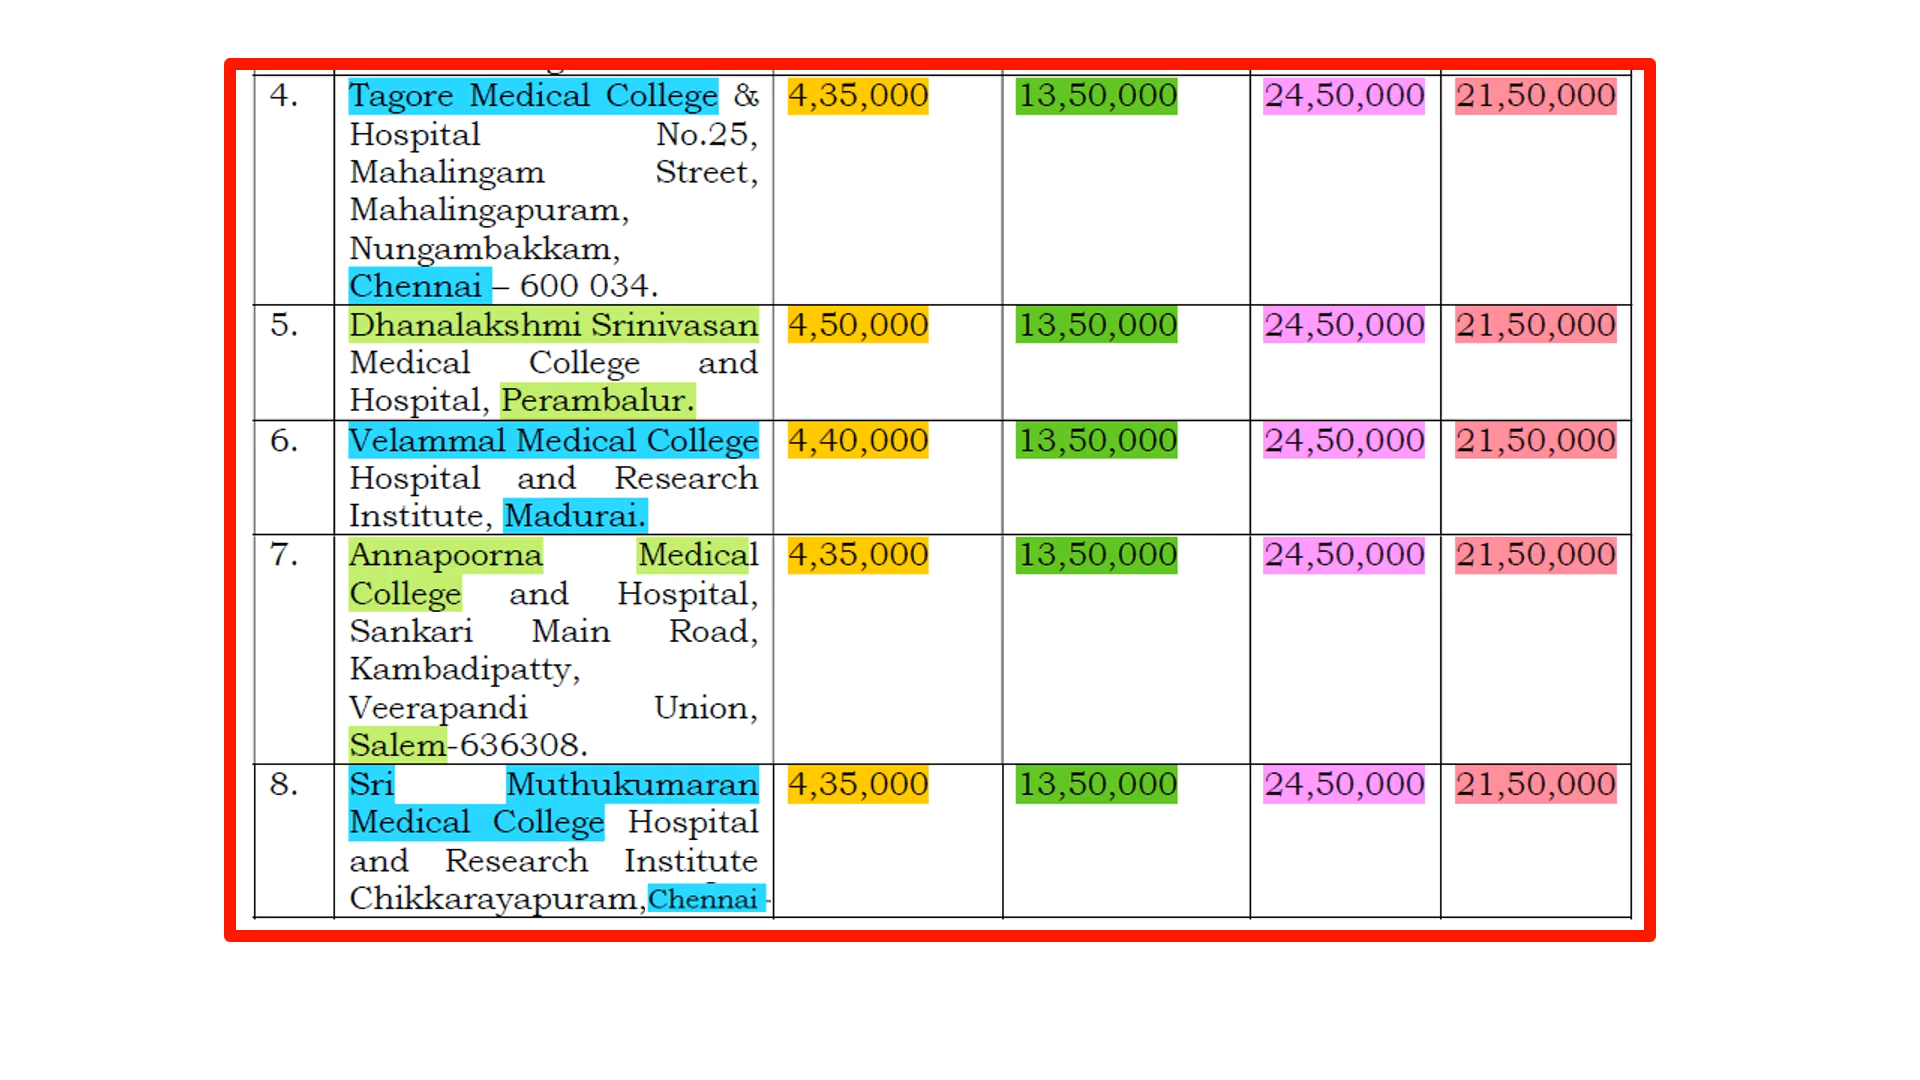 4. Tagore Medical College & 4,35,000 13,50,000 24,50,000 21,50,000
Hospital No.25,
Mahalingam Street,
Mahalingapuram,
Nungambakkam,
Chennai – 600 034.
5. Dhanalakshmi Srinivasan 4,50,000 13,50,000 24,50,000 21,50,000
Medical College and
Hospital, Perambalur.
6. Velammal Medical College 4,40,000 13,50,000 24,50,000 21,50,000
Hospital and Research
Institute, Madurai.
7. Annapoorna Medical 4,35,000 13,50,000 24,50,000 21,50,000
College and Hospital,
Sankari Main Road,
Kambadipatty,
Veerapandi Union,
Salem-636308.
8. Sri Muthukumaran 4,35,000 13,50,000 24,50,000 21,50,000
Medical College Hospital
and Research Institute
Chikkarayapuram, Chennai -